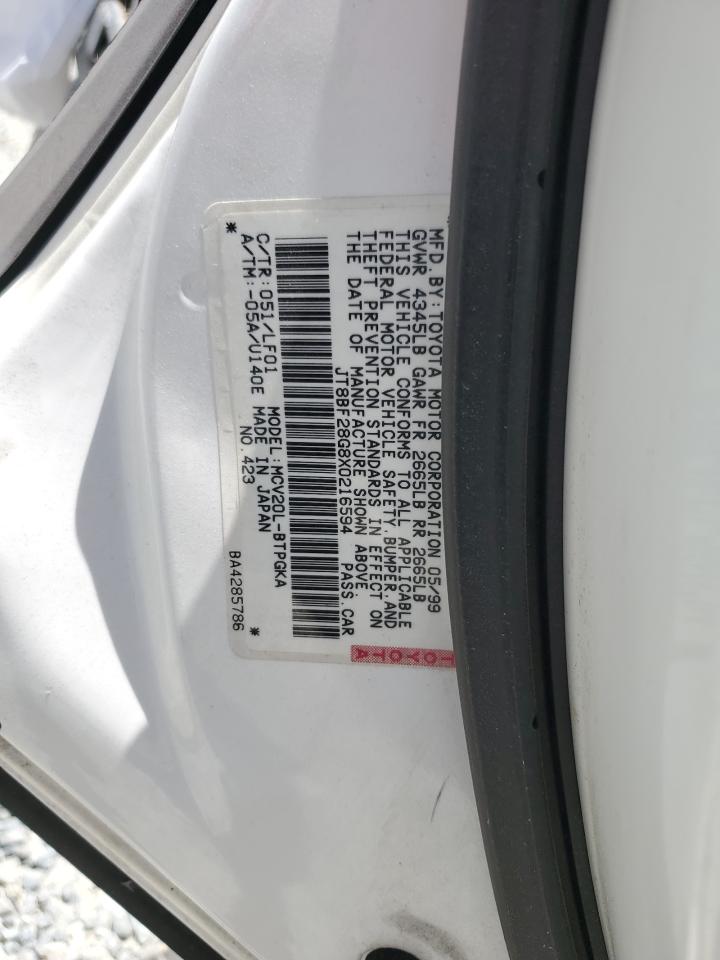 MFD. BY: TOYOTA MOTOR CORPORATION 05/99
GVWR 4345LB GAWR FR 2665LB RR 2665LB
THIS VEHICLE CONFORMS TO ALL APPLICABLE
FEDERAL MOTOR VEHICLE SAFETY, BUMPER, AND
THEFT PREVENTION STANDARDS IN EFFECT ON
THE DATE OF MANUFACTURE SHOWN ABOVE.
JT8BF28G8X0216594 PASS.CAR
C/TR: 051/LF01 MODEL: MCV20L-BTPGKA
A/TM: -05A/U140E MADE IN JAPAN
* NO.423 *
BA4285786
TOYOTA